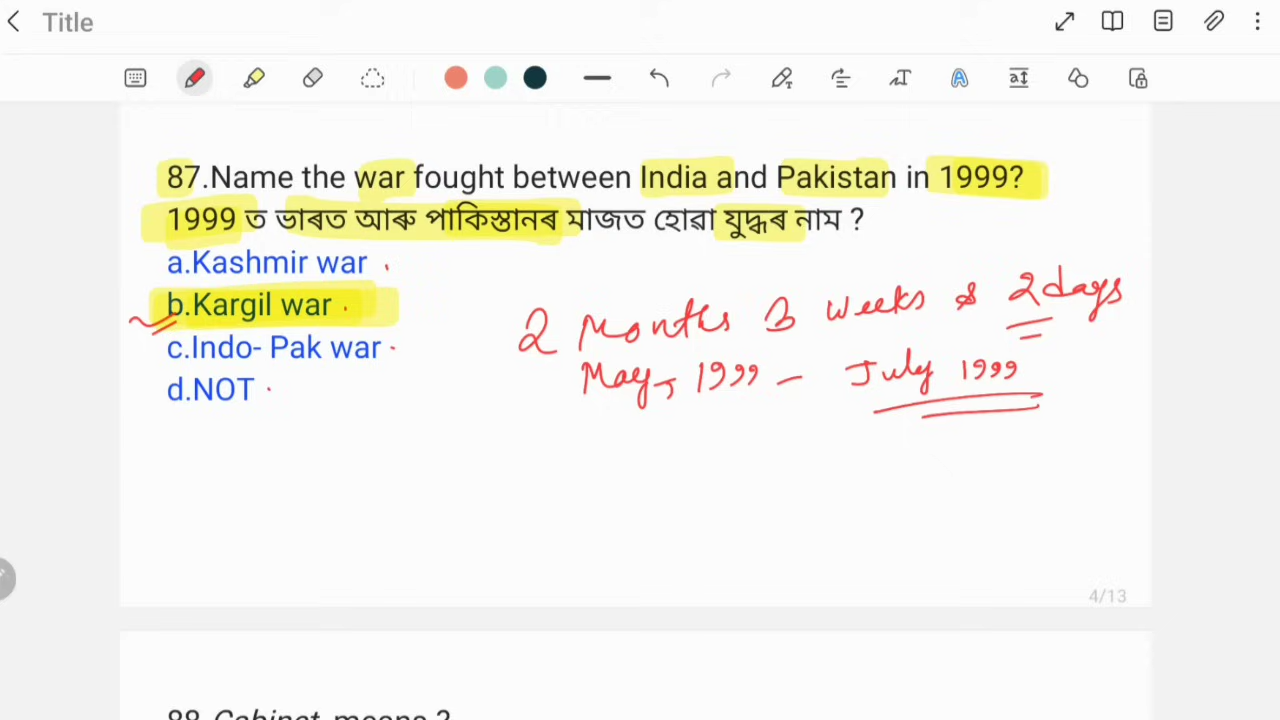 Title
87.Name the war fought between India and Pakistan in 1999?
1999 ত ভাৰত আৰু পাকিস্তানৰ মাজত হোৱা যুদ্ধৰ নাম ?
a.Kashmir war
b.Kargil war
c.Indo- Pak war
d.NOT
2 Months 3 weeks & 2 days
May, 1999 - July 1999
4/13
88. Cabinet means ?